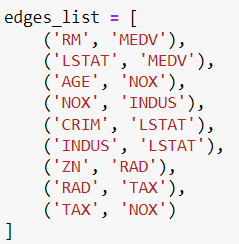 edges_list = [
    ('RM', 'MEDV'),
    ('LSTAT', 'MEDV'),
    ('AGE', 'NOX'),
    ('NOX', 'INDUS'),
    ('CRIM', 'LSTAT'),
    ('INDUS', 'LSTAT'),
    ('ZN', 'RAD'),
    ('RAD', 'TAX'),
    ('TAX', 'NOX')
]